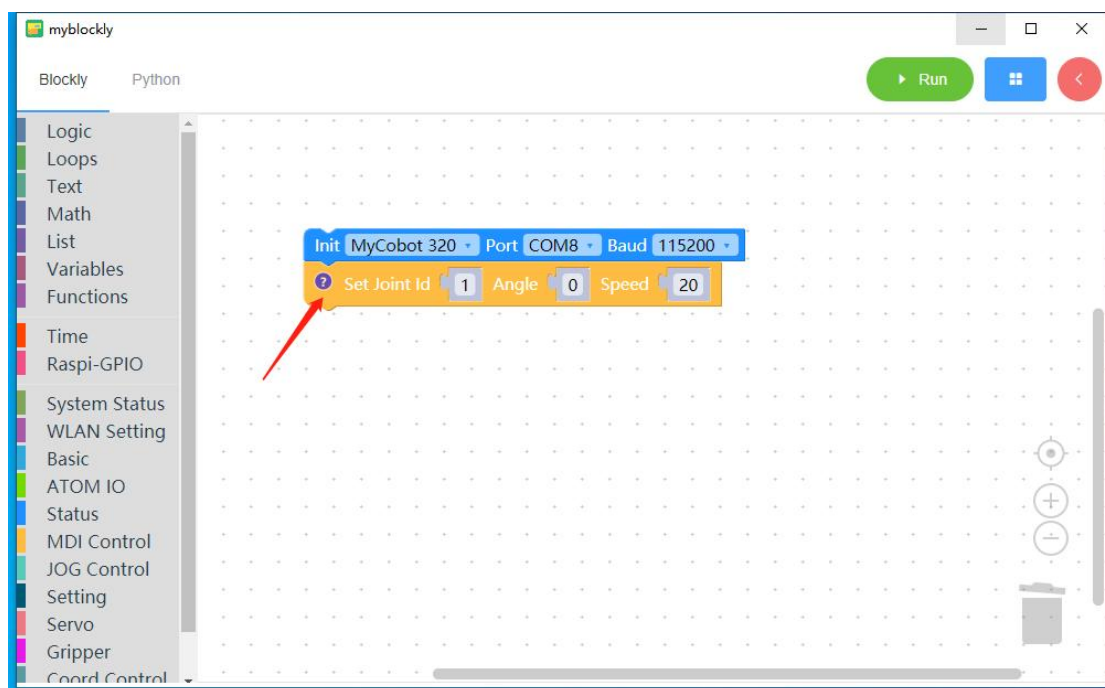 myblockly
Blockly Python Run
Logic
Loops
Text
Math
List
Variables
Functions
Time
Raspi-GPIO
System Status
WLAN Setting
Basic
ATOM IO
Status
MDI Control
JOG Control
Setting
Servo
Gripper
Coord Control
Init MyCobot 320 Port COM8 Baud 115200
? Set Joint Id 1 Angle 0 Speed 20